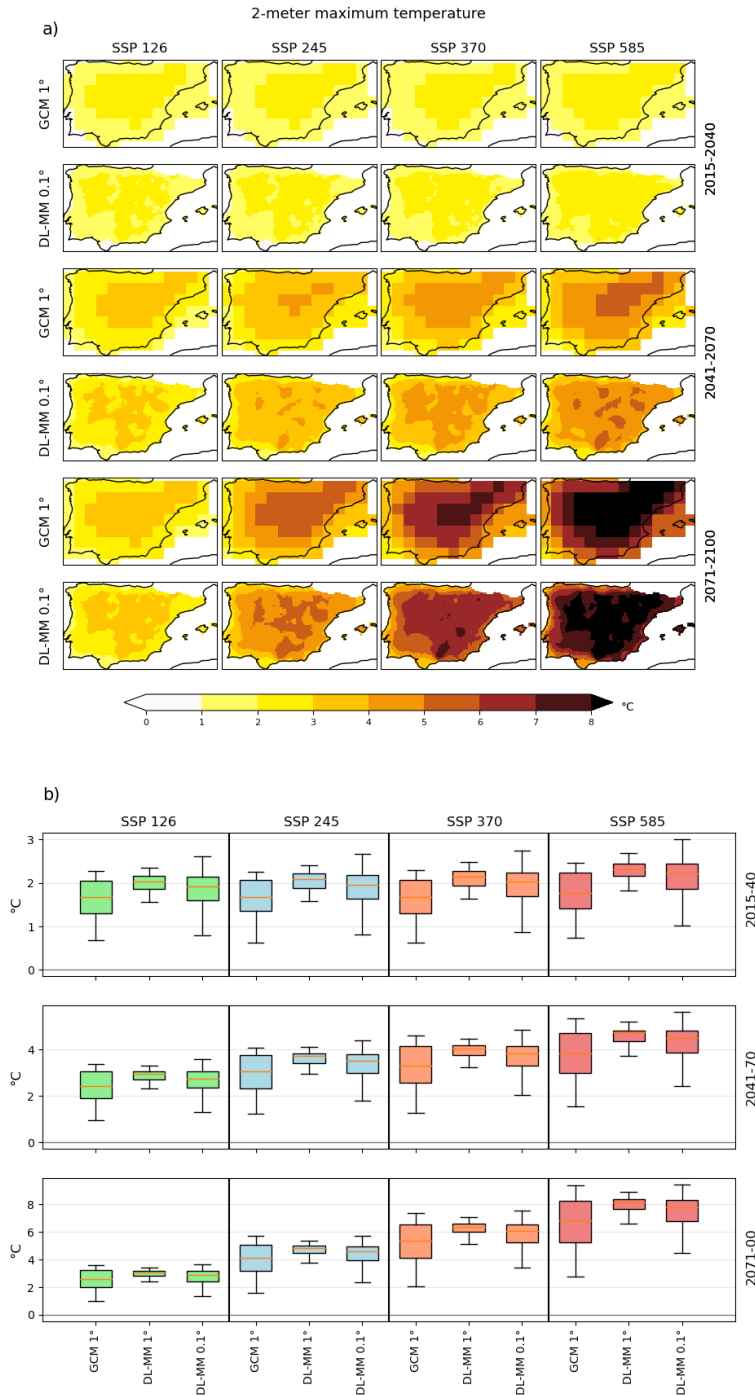 2-meter maximum temperature
a)
SSP 126 SSP 245 SSP 370 SSP 585
GCM 1°
DL-MM 0.1°
2015-2040
GCM 1°
DL-MM 0.1°
2041-2070
GCM 1°
DL-MM 0.1°
2071-2100
0 1 2 3 4 5 6 7 8 °C
b)
SSP 126 SSP 245 SSP 370 SSP 585
3
2
1
0
°C
2015-40
4
2
0
°C
2041-70
8
6
4
2
0
°C
2071-00
GCM 1° DL-MM 1° DL-MM 0.1° GCM 1° DL-MM 1° DL-MM 0.1° GCM 1° DL-MM 1° DL-MM 0.1° GCM 1° DL-MM 1° DL-MM 0.1°